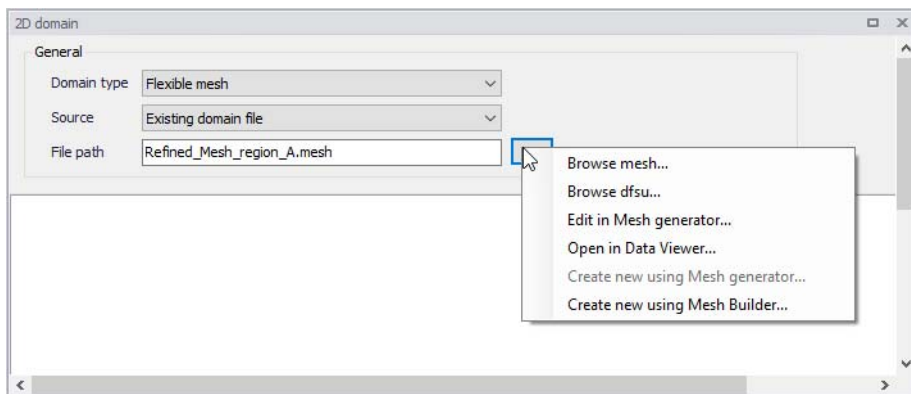 2D domain
General
Domain type Flexible mesh
Source Existing domain file
File path Refined_Mesh_region_A.mesh
Browse mesh...
Browse dfsu...
Edit in Mesh generator...
Open in Data Viewer...
Create new using Mesh generator...
Create new using Mesh Builder...